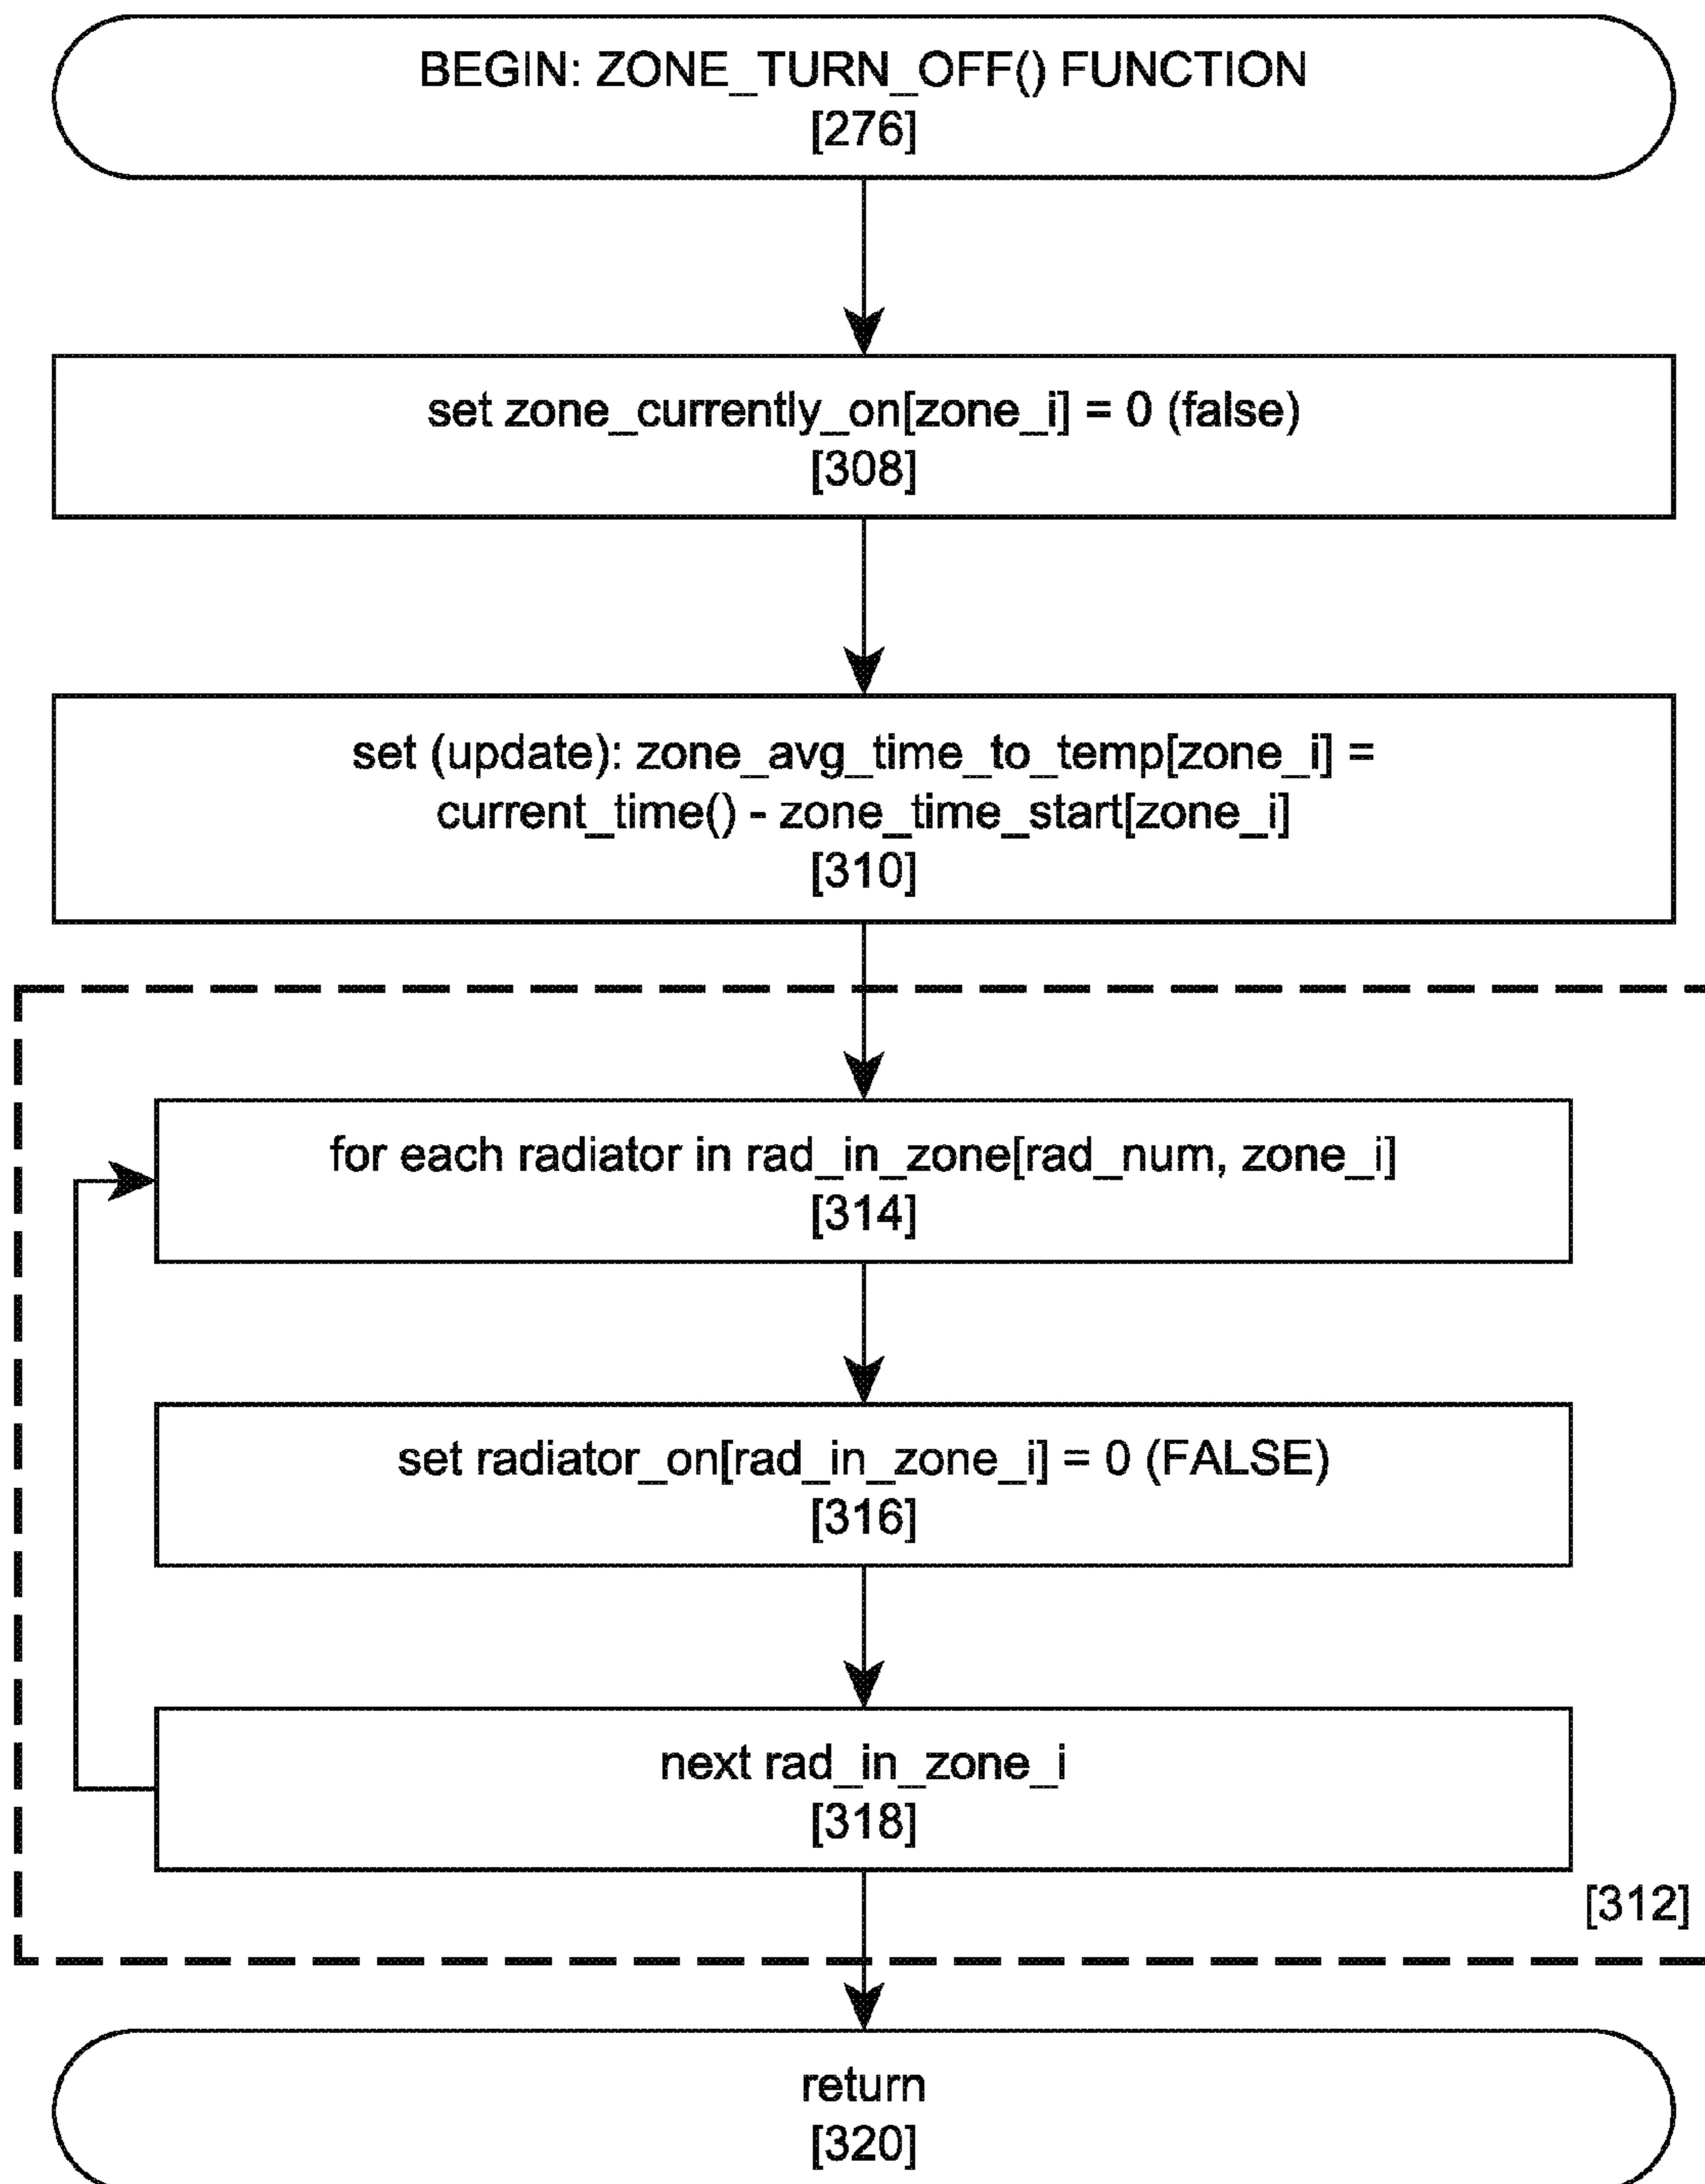 BEGIN: ZONE_TURN_OFF() FUNCTION
[276]
set zone_currently_on[zone_i] = 0 (false)
[308]
set (update): zone_avg_time_to_temp[zone_i] =
current_time() - zone_time_start[zone_i]
[310]
for each radiator in rad_in_zone[rad_num, zone_i]
[314]
set radiator_on[rad_in_zone_i] = 0 (FALSE)
[316]
next rad_in_zone_i
[318]
[312]
return
[320]